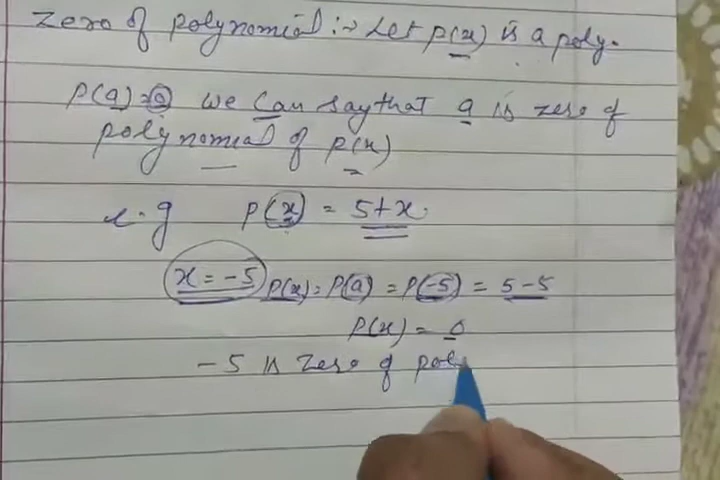 Zero of polynomial :- Let p(x) is a poly.
P(a)=0 we can say that a is zero of
polynomial of p(x)
e.g p(x) = 5+x.
x = -5 p(x) = P(a) = P(-5) = 5-5
P(x) = 0
-5 is zero of poly